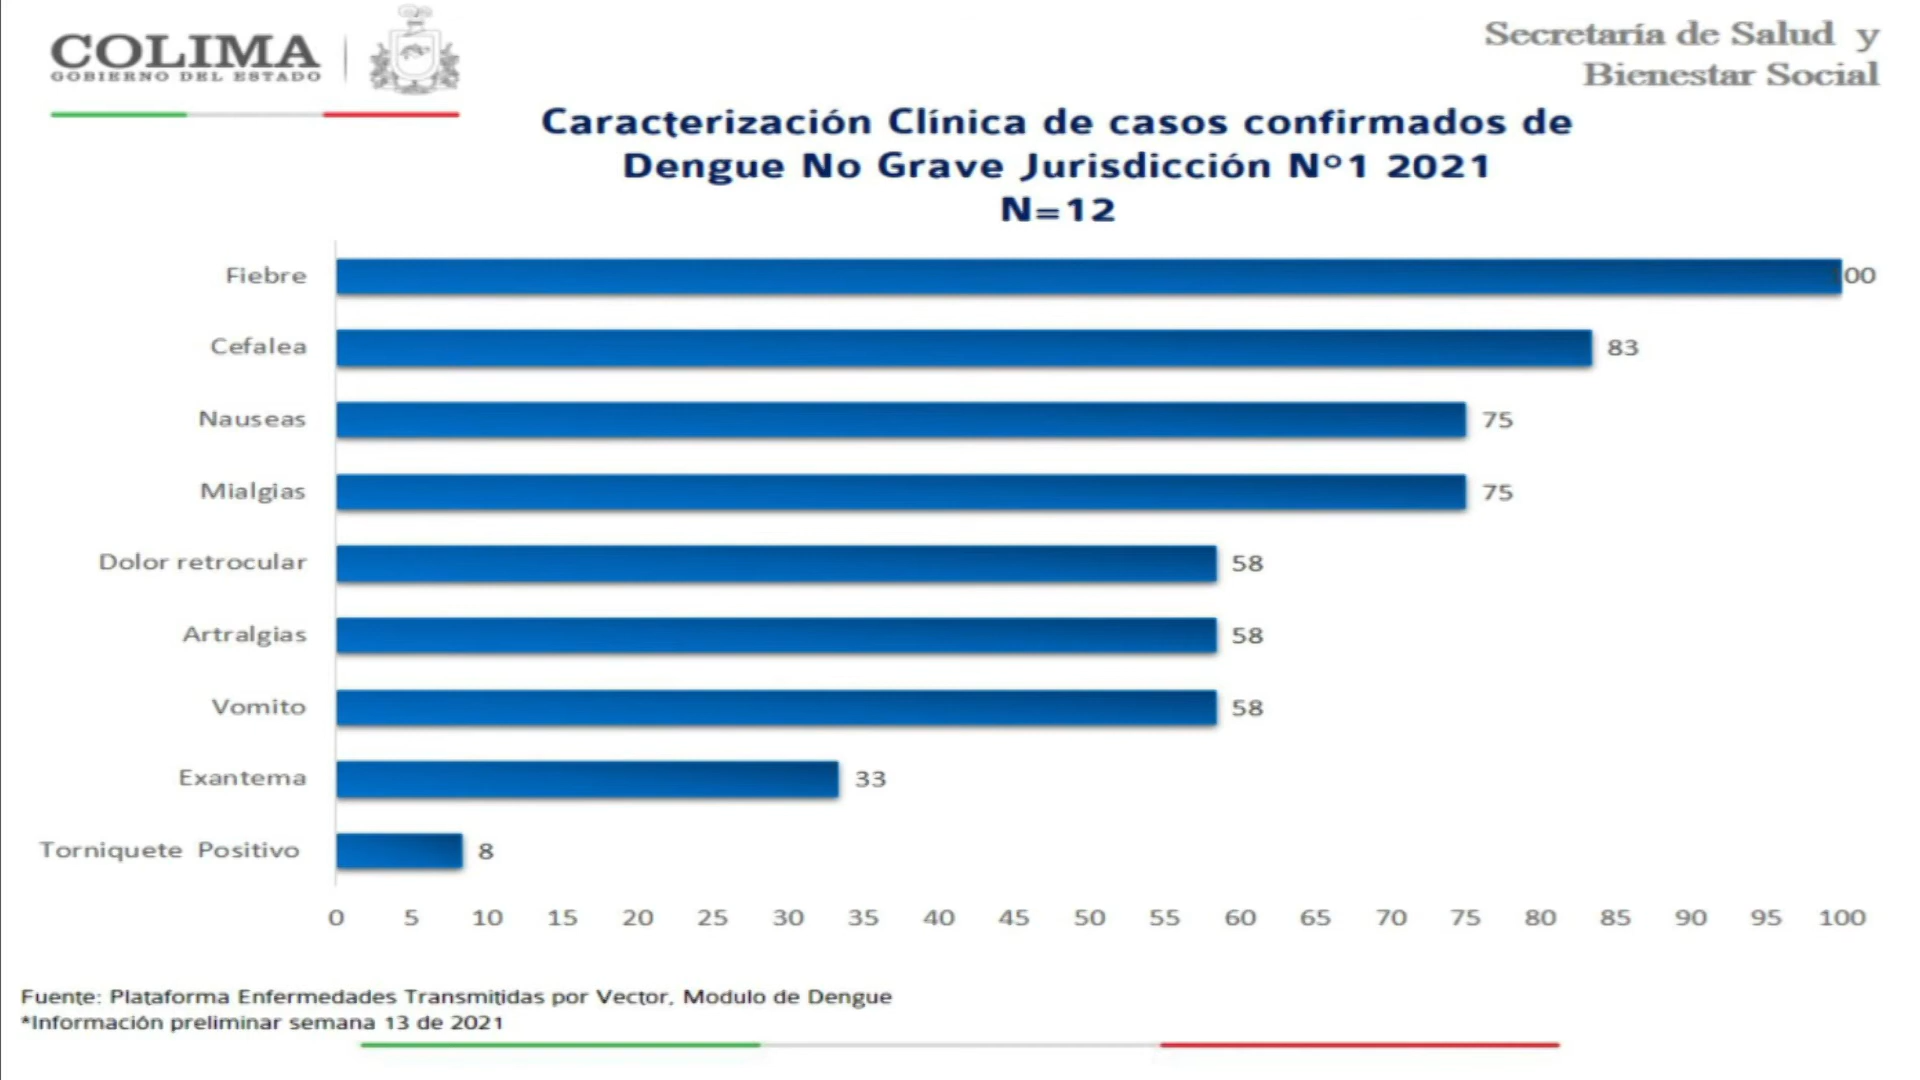 COLIMA
GOBIERNO DEL ESTADO
Secretaría de Salud y
Bienestar Social
Caracterización Clínica de casos confirmados de
Dengue No Grave Jurisdicción N°1 2021
N=12
Fiebre 100
Cefalea 83
Nauseas 75
Mialgias 75
Dolor retrocular 58
Artralgias 58
Vomito 58
Exantema 33
Torniquete Positivo 8
0 5 10 15 20 25 30 35 40 45 50 55 60 65 70 75 80 85 90 95 100
Fuente: Plataforma Enfermedades Transmitidas por Vector, Modulo de Dengue
*Información preliminar semana 13 de 2021